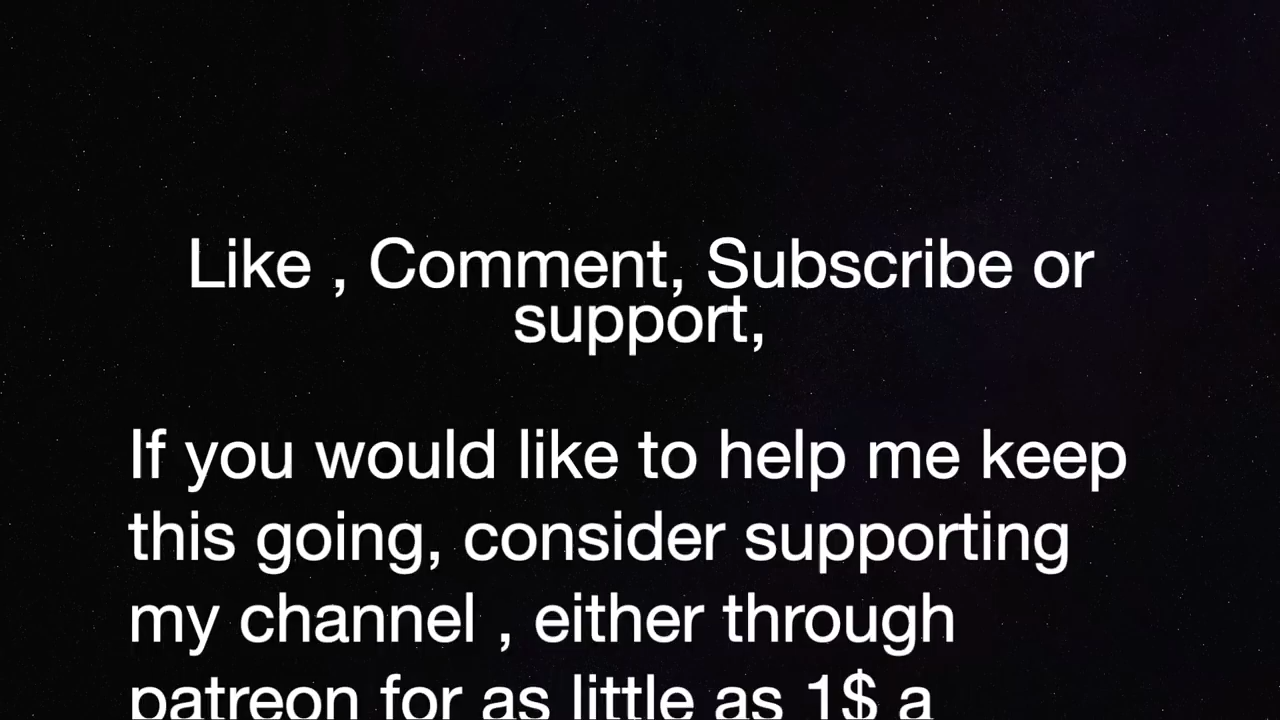 Like , Comment, Subscribe or
support,
If you would like to help me keep
this going, consider supporting
my channel , either through
patreon for as little as 1$ a